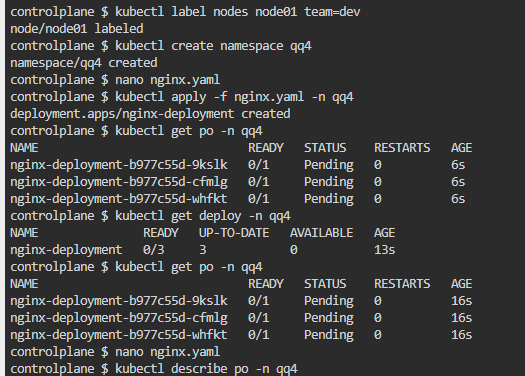 controlplane $ kubectl label nodes node01 team=dev
node/node01 labeled
controlplane $ kubectl create namespace qq4
namespace/qq4 created
controlplane $ nano nginx.yaml
controlplane $ kubectl apply -f nginx.yaml -n qq4
deployment.apps/nginx-deployment created
controlplane $ kubectl get po -n qq4
NAME READY STATUS RESTARTS AGE
nginx-deployment-b977c55d-9kslk 0/1 Pending 0 6s
nginx-deployment-b977c55d-cfmlg 0/1 Pending 0 6s
nginx-deployment-b977c55d-whfkt 0/1 Pending 0 6s
controlplane $ kubectl get deploy -n qq4
NAME READY UP-TO-DATE AVAILABLE AGE
nginx-deployment 0/3 3 0 13s
controlplane $ kubectl get po -n qq4
NAME READY STATUS RESTARTS AGE
nginx-deployment-b977c55d-9kslk 0/1 Pending 0 16s
nginx-deployment-b977c55d-cfmlg 0/1 Pending 0 16s
nginx-deployment-b977c55d-whfkt 0/1 Pending 0 16s
controlplane $ nano nginx.yaml
controlplane $ kubectl describe po -n qq4